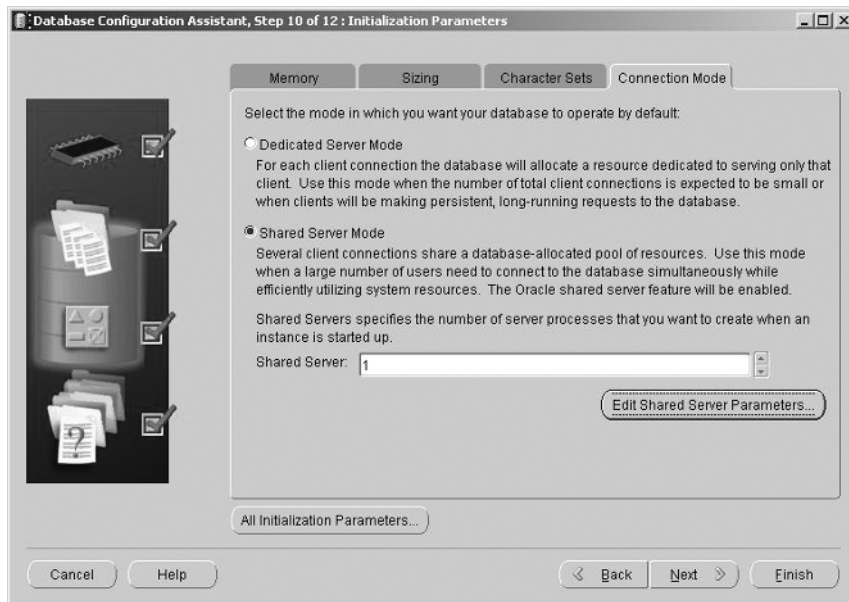 Database Configuration Assistant, Step 10 of 12 : Initialization Parameters
Memory
Sizing
Character Sets
Connection Mode
Select the mode in which you want your database to operate by default:
Dedicated Server Mode
For each client connection the database will allocate a resource dedicated to serving only that
client. Use this mode when the number of total client connections is expected to be small or
when clients will be making persistent, long-running requests to the database.
Shared Server Mode
Several client connections share a database-allocated pool of resources. Use this mode
when a large number of users need to connect to the database simultaneously while
efficiently utilizing system resources. The Oracle shared server feature will be enabled.
Shared Servers specifies the number of server processes that you want to create when an
instance is started up.
Shared Server: 1
Edit Shared Server Parameters...
?
All Initialization Parameters...
Cancel
Help
Back
Next
Finish